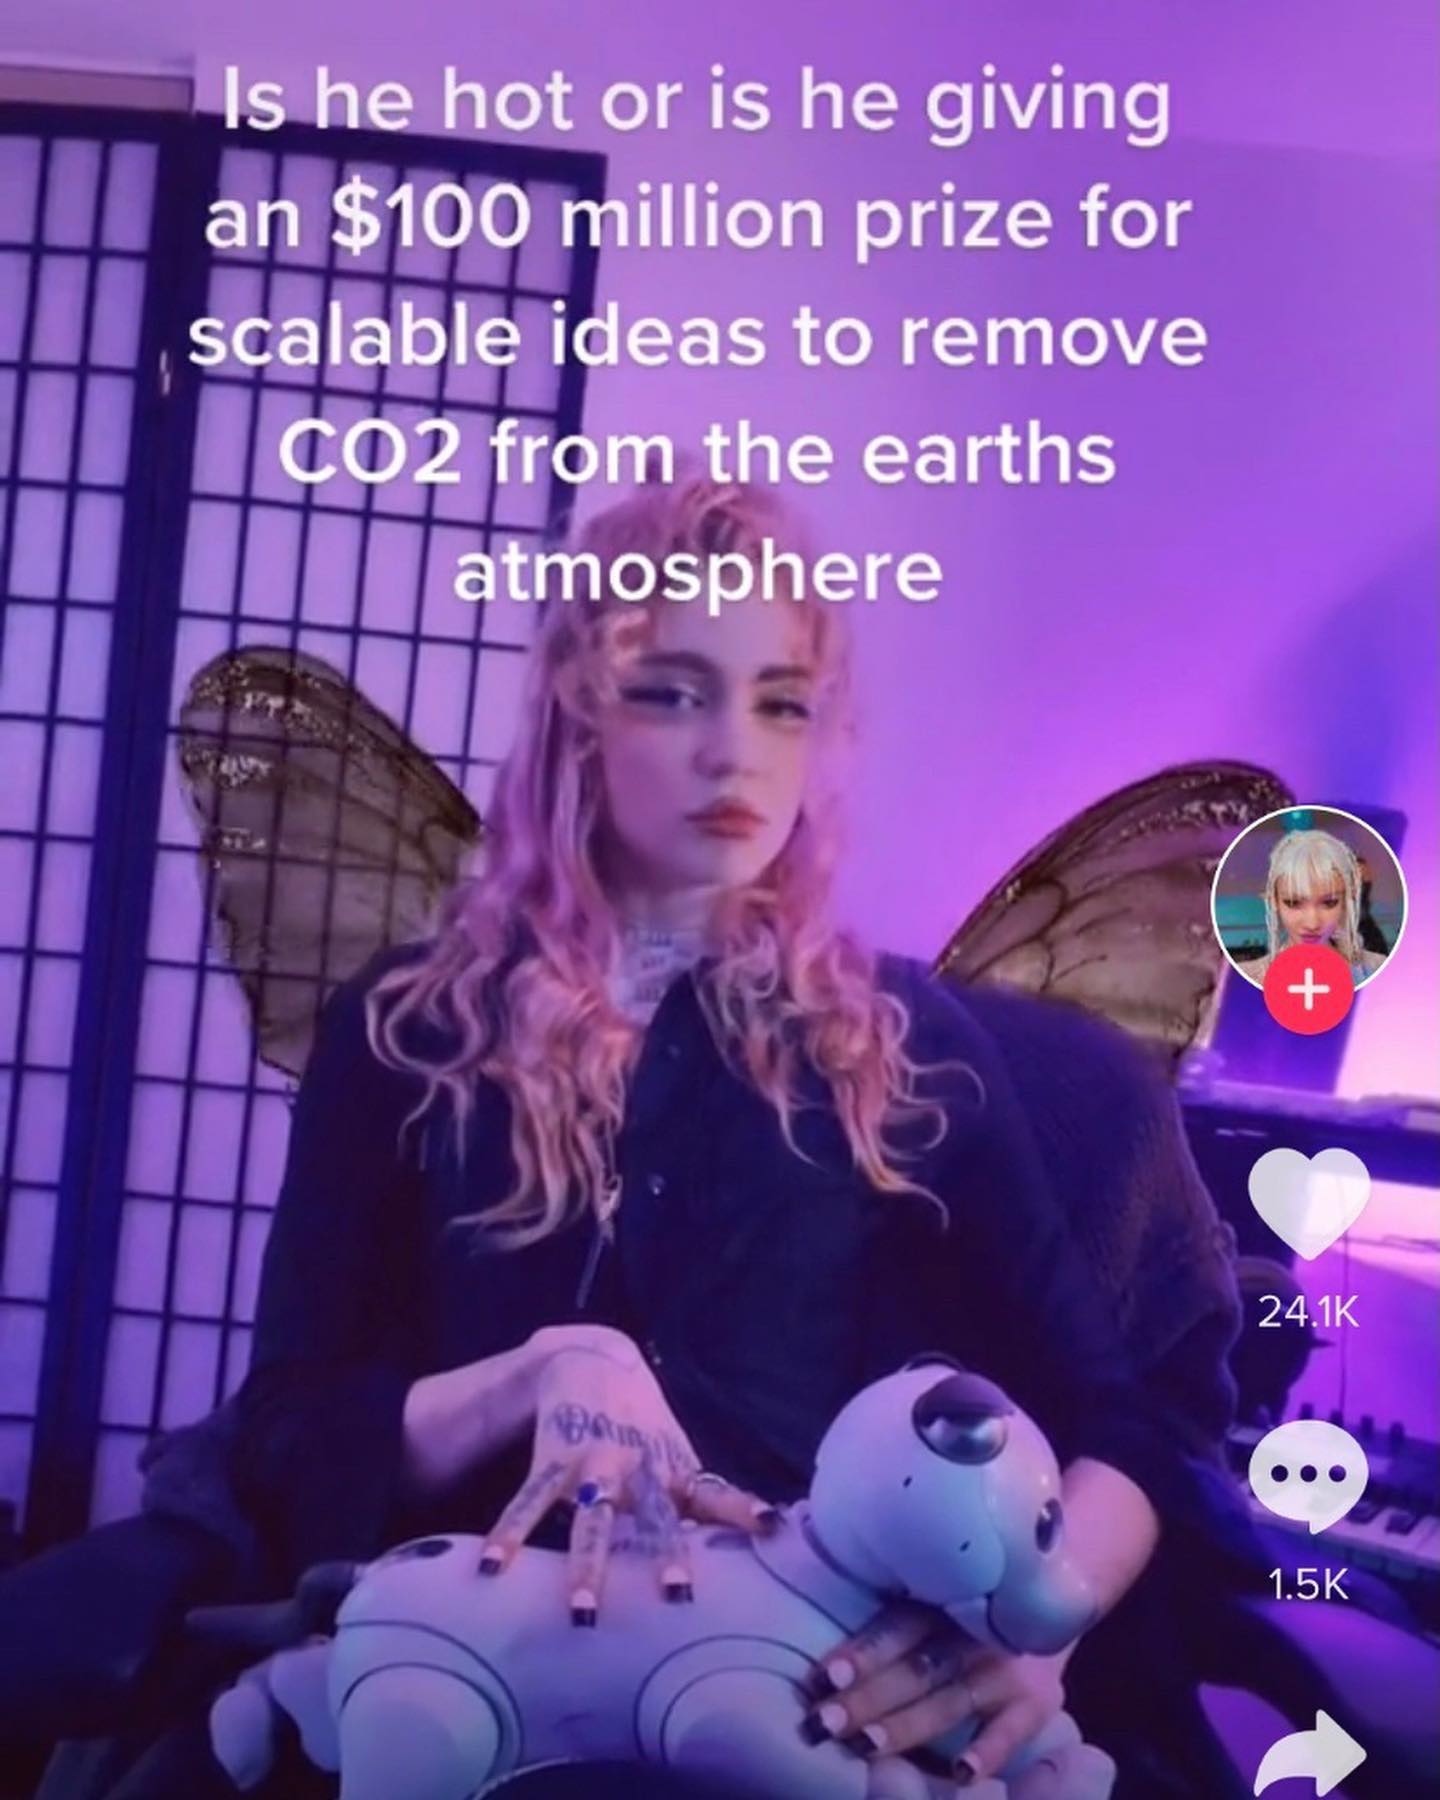 Is he hot or is he giving
an $100 million prize for
scalable ideas to remove
CO2 from the earths
atmosphere
24.1K
1.5K